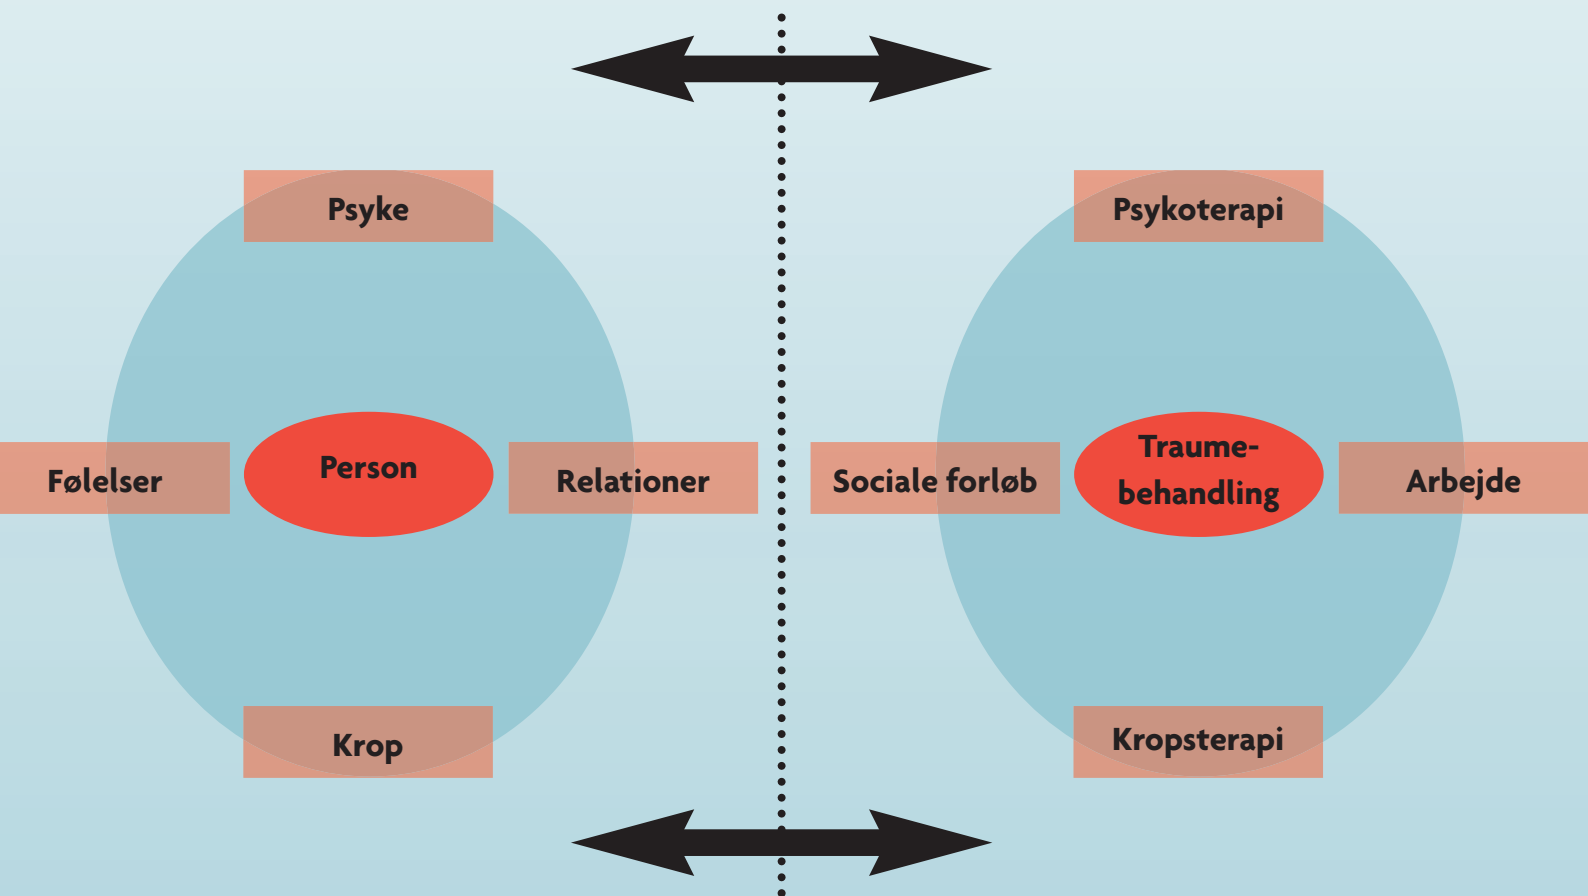 Psyke
Følelser
Person
Relationer
Krop
Psykoterapi
Sociale forløb
Traume-
behandling
Arbejde
Kropsterapi